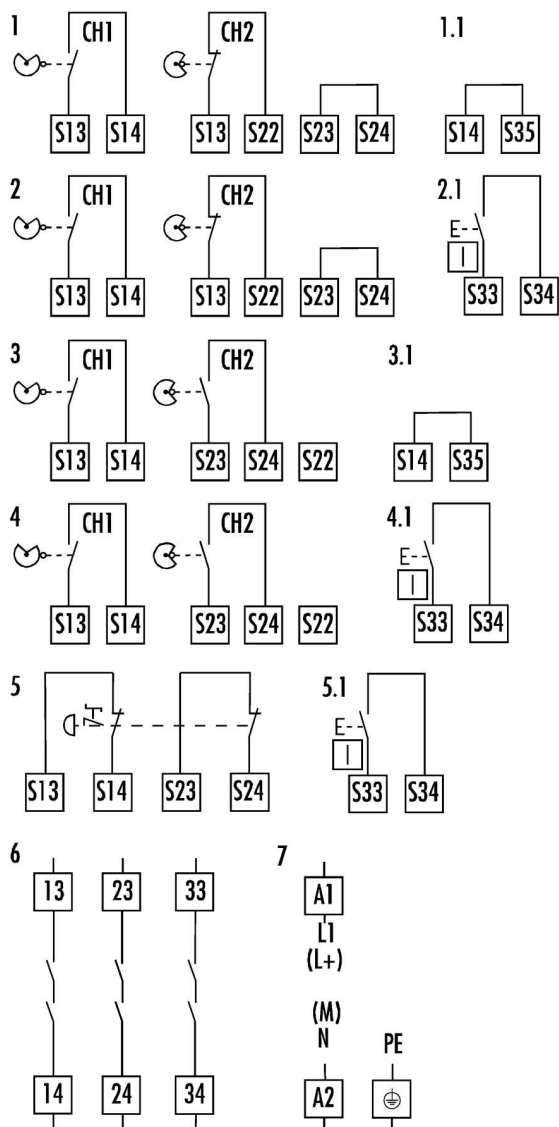 1 CH1 CH2 1.1
S13 S14 S13 S22 S23 S24 S14 S35
2 CH1 CH2 2.1
E
S13 S14 S13 S22 S23 S24 S33 S34
3 CH1 CH2 3.1
S13 S14 S23 S24 S22 S14 S35
4 CH1 CH2 4.1
E
S13 S14 S23 S24 S22 S33 S34
5 5.1
E
S13 S14 S23 S24 S33 S34
6 7
13 23 33 A1
L1
(L+)
(M)
N PE
14 24 34 A2